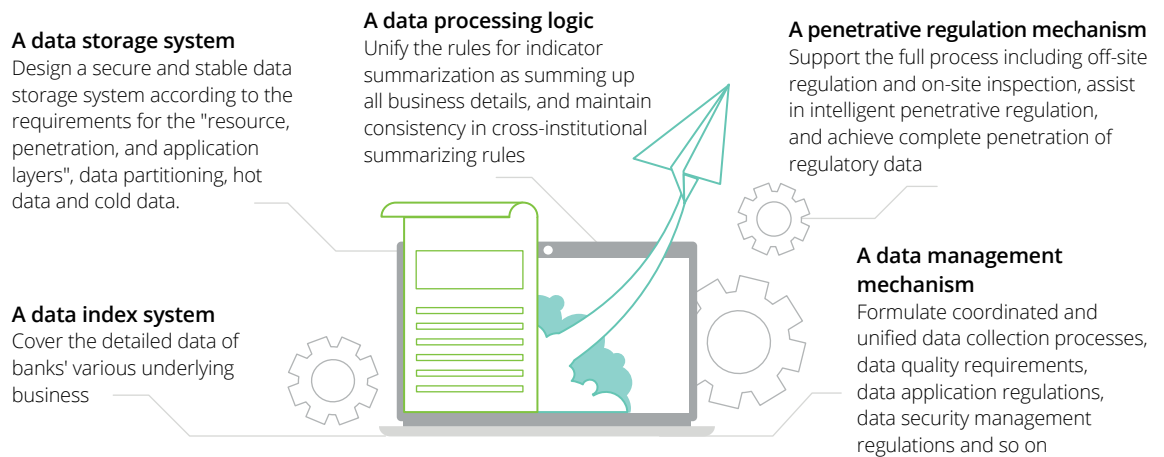 A data storage system
Design a secure and stable data
storage system according to the
requirements for the "resource,
penetration, and application
layers", data partitioning, hot
data and cold data.
A data index system
Cover the detailed data of
banks' various underlying
business
A data processing logic
Unify the rules for indicator
summarization as summing up
all business details, and maintain
consistency in cross-institutional
summarizing rules
A penetrative regulation mechanism
Support the full process including off-site
regulation and on-site inspection, assist
in intelligent penetrative regulation,
and achieve complete penetration of
regulatory data
A data management
mechanism
Formulate coordinated and
unified data collection processes,
data quality requirements,
data application regulations,
data security management
regulations and so on